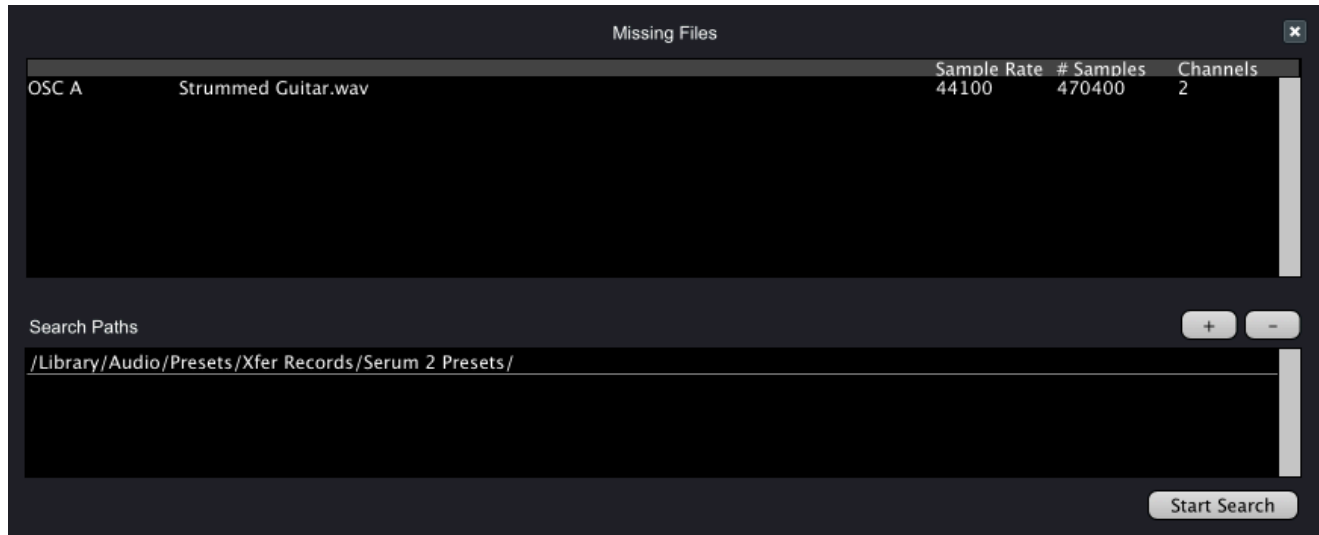 Missing Files
Sample Rate # Samples Channels
OSC A Strummed Guitar.wav 44100 470400 2
Search Paths + -
/Library/Audio/Presets/Xfer Records/Serum 2 Presets/
Start Search